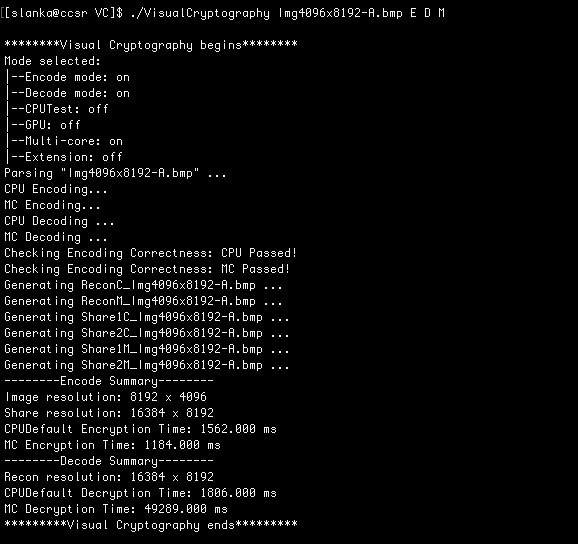 [[slanka@ccsr VC]$ ./VisualCryptography Img4096x8192-A.bmp E D M
********Visual Cryptography begins********
Mode selected:
|--Encode mode: on
|--Decode mode: on
|--CPUTest: off
|--GPU: off
|--Multi-core: on
|--Extension: off
Parsing "Img4096x8192-A.bmp" ...
CPU Encoding...
MC Encoding...
CPU Decoding ...
MC Decoding ...
Checking Encoding Correctness: CPU Passed!
Checking Encoding Correctness: MC Passed!
Generating ReconC_Img4096x8192-A.bmp ...
Generating ReconM_Img4096x8192-A.bmp ...
Generating Share1C_Img4096x8192-A.bmp ...
Generating Share2C_Img4096x8192-A.bmp ...
Generating Share1M_Img4096x8192-A.bmp ...
Generating Share2M_Img4096x8192-A.bmp ...
--------Encode Summary--------
Image resolution: 8192 x 4096
Share resolution: 16384 x 8192
CPUDefault Encryption Time: 1562.000 ms
MC Encryption Time: 1184.000 ms
--------Decode Summary--------
Recon resolution: 16384 x 8192
CPUDefault Decryption Time: 1806.000 ms
MC Decryption Time: 49289.000 ms
*********Visual Cryptography ends*********